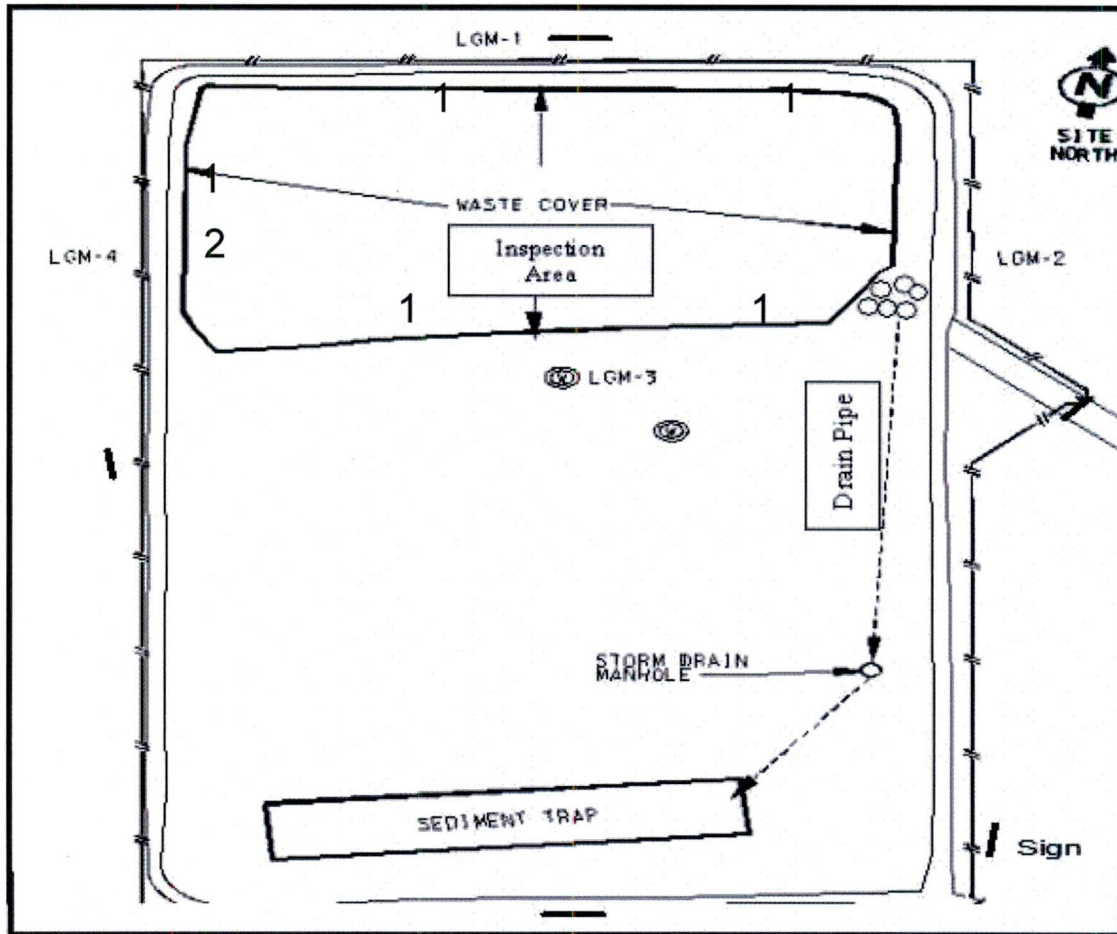 LGM-1
N
SITE
NORTH
1
1
1
WASTE COVER
2
Inspection
Area
LGM-4
LGM-2
1
1
LGM-3
Drain Pipe
STORM DRAIN
MANHOLE
SEDIMENT TRAP
Sign